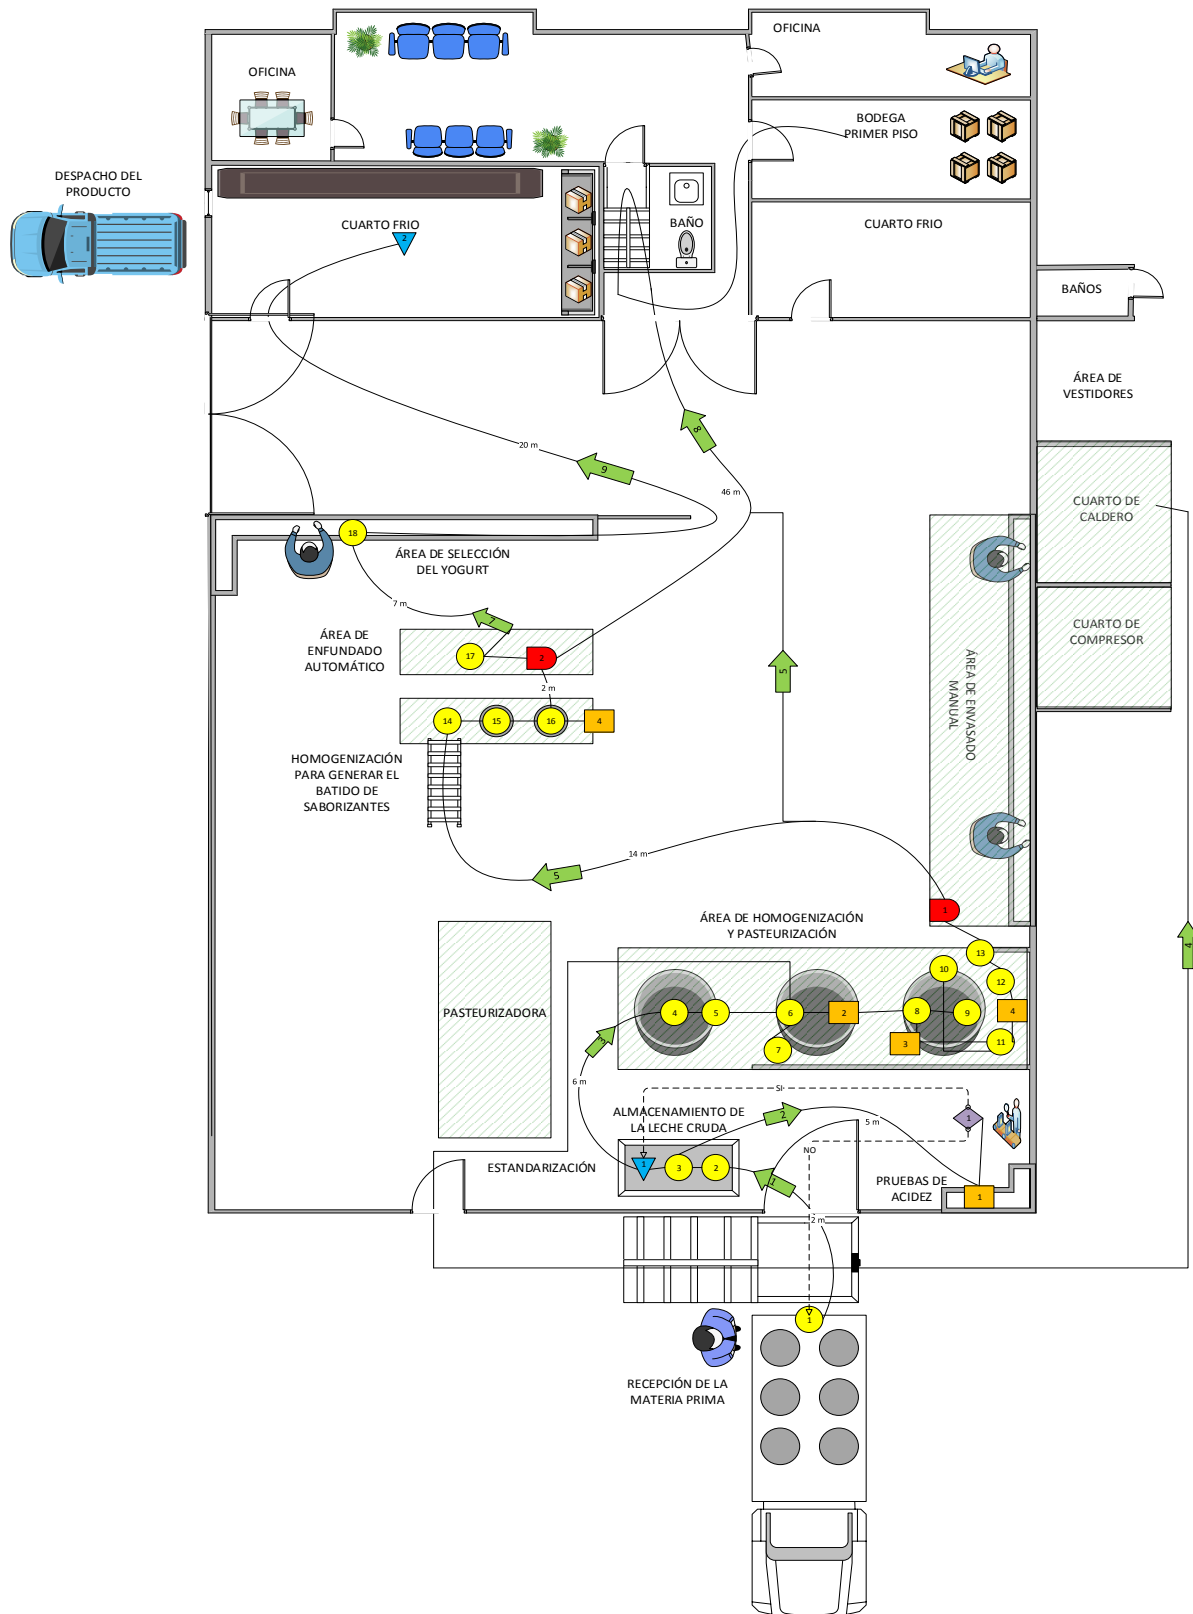 OFICINA
OFICINA
BODEGA
PRIMER PISO
DESPACHO DEL
PRODUCTO
CUARTO FRIO
2
BAÑO
CUARTO FRIO
BAÑOS
ÁREA DE
VESTIDORES
8
20 m
9
46 m
CUARTO DE
CALDERO
18
ÁREA DE SELECCIÓN
DEL YOGURT
7 m
7
ÁREA DE
ENFUNDADO
AUTOMÁTICO
17
2
2 m
5
CUARTO DE
COMPRESOR
ÁREA DE ENVASADO
MANUAL
14
15
16
4
HOMOGENIZACIÓN
PARA GENERAR EL
BATIDO DE
SABORIZANTES
14 m
5
1
ÁREA DE HOMOGENIZACIÓN
Y PASTEURIZACIÓN
4
13
10
12
PASTEURIZADORA
4
5
6
2
8
9
4
3
7
3
11
6 m
SI
ALMACENAMIENTO DE
LA LECHE CRUDA
2
5 m
1
NO
ESTANDARIZACIÓN
1
3
2
1
PRUEBAS DE
ACIDEZ
1
2 m
1
RECEPCIÓN DE LA
MATERIA PRIMA